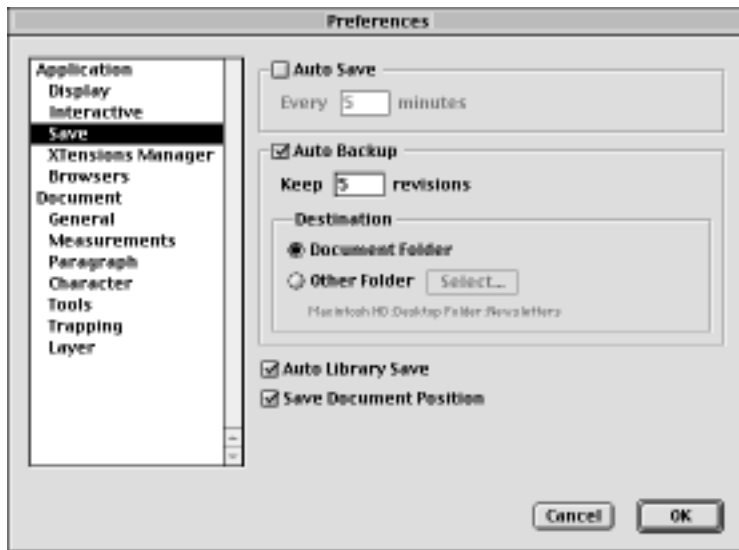 Preferences
Application
Display
Interactive
Save
XTensions Manager
Browsers
Document
General
Measurements
Paragraph
Character
Tools
Trapping
Layer
Auto Save
Every 5 minutes
Auto Backup
Keep 5 revisions
Destination
Document Folder
Other Folder Select...
Macintosh HD:Desktop Folder:Newsletters
Auto Library Save
Save Document Position
Cancel OK